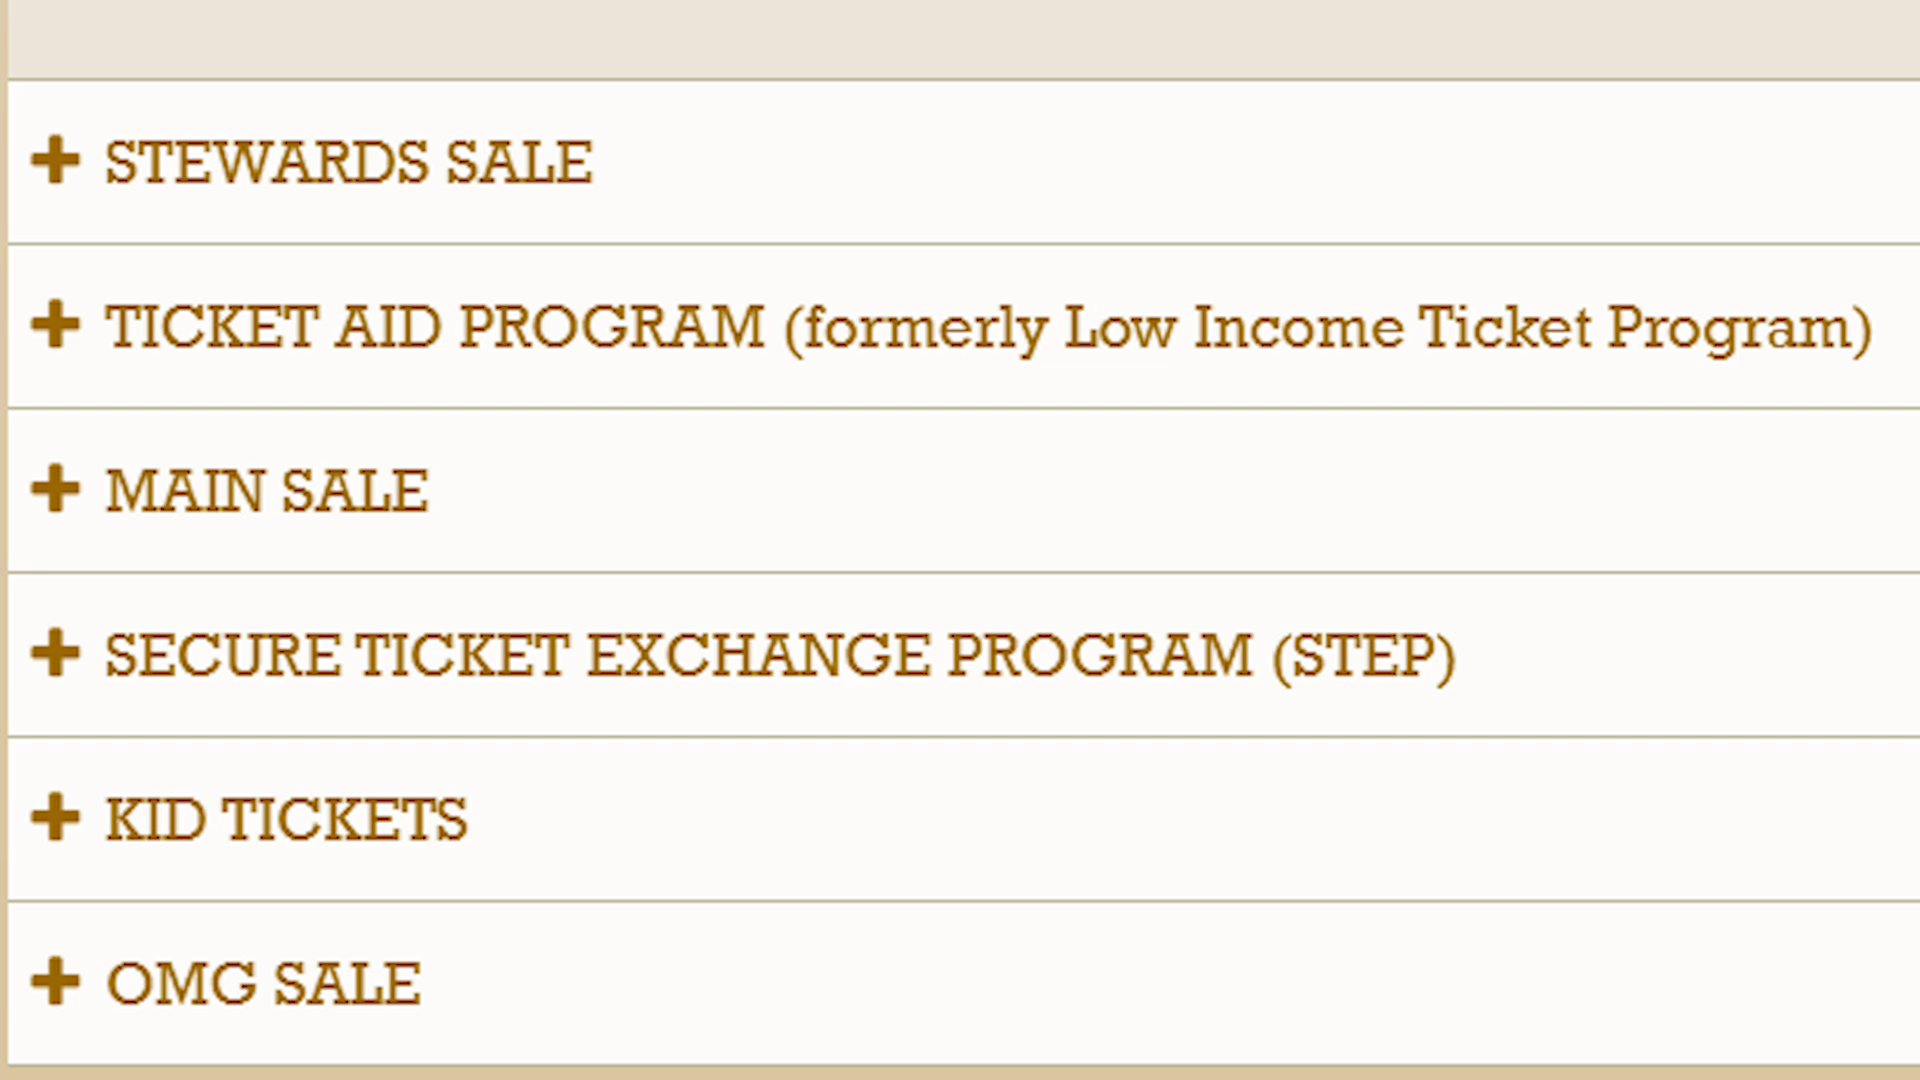 STEWARDS SALE
TICKET AID PROGRAM (formerly Low Income Ticket Program)
MAIN SALE
SECURE TICKET EXCHANGE PROGRAM (STEP)
KID TICKETS
OMG SALE